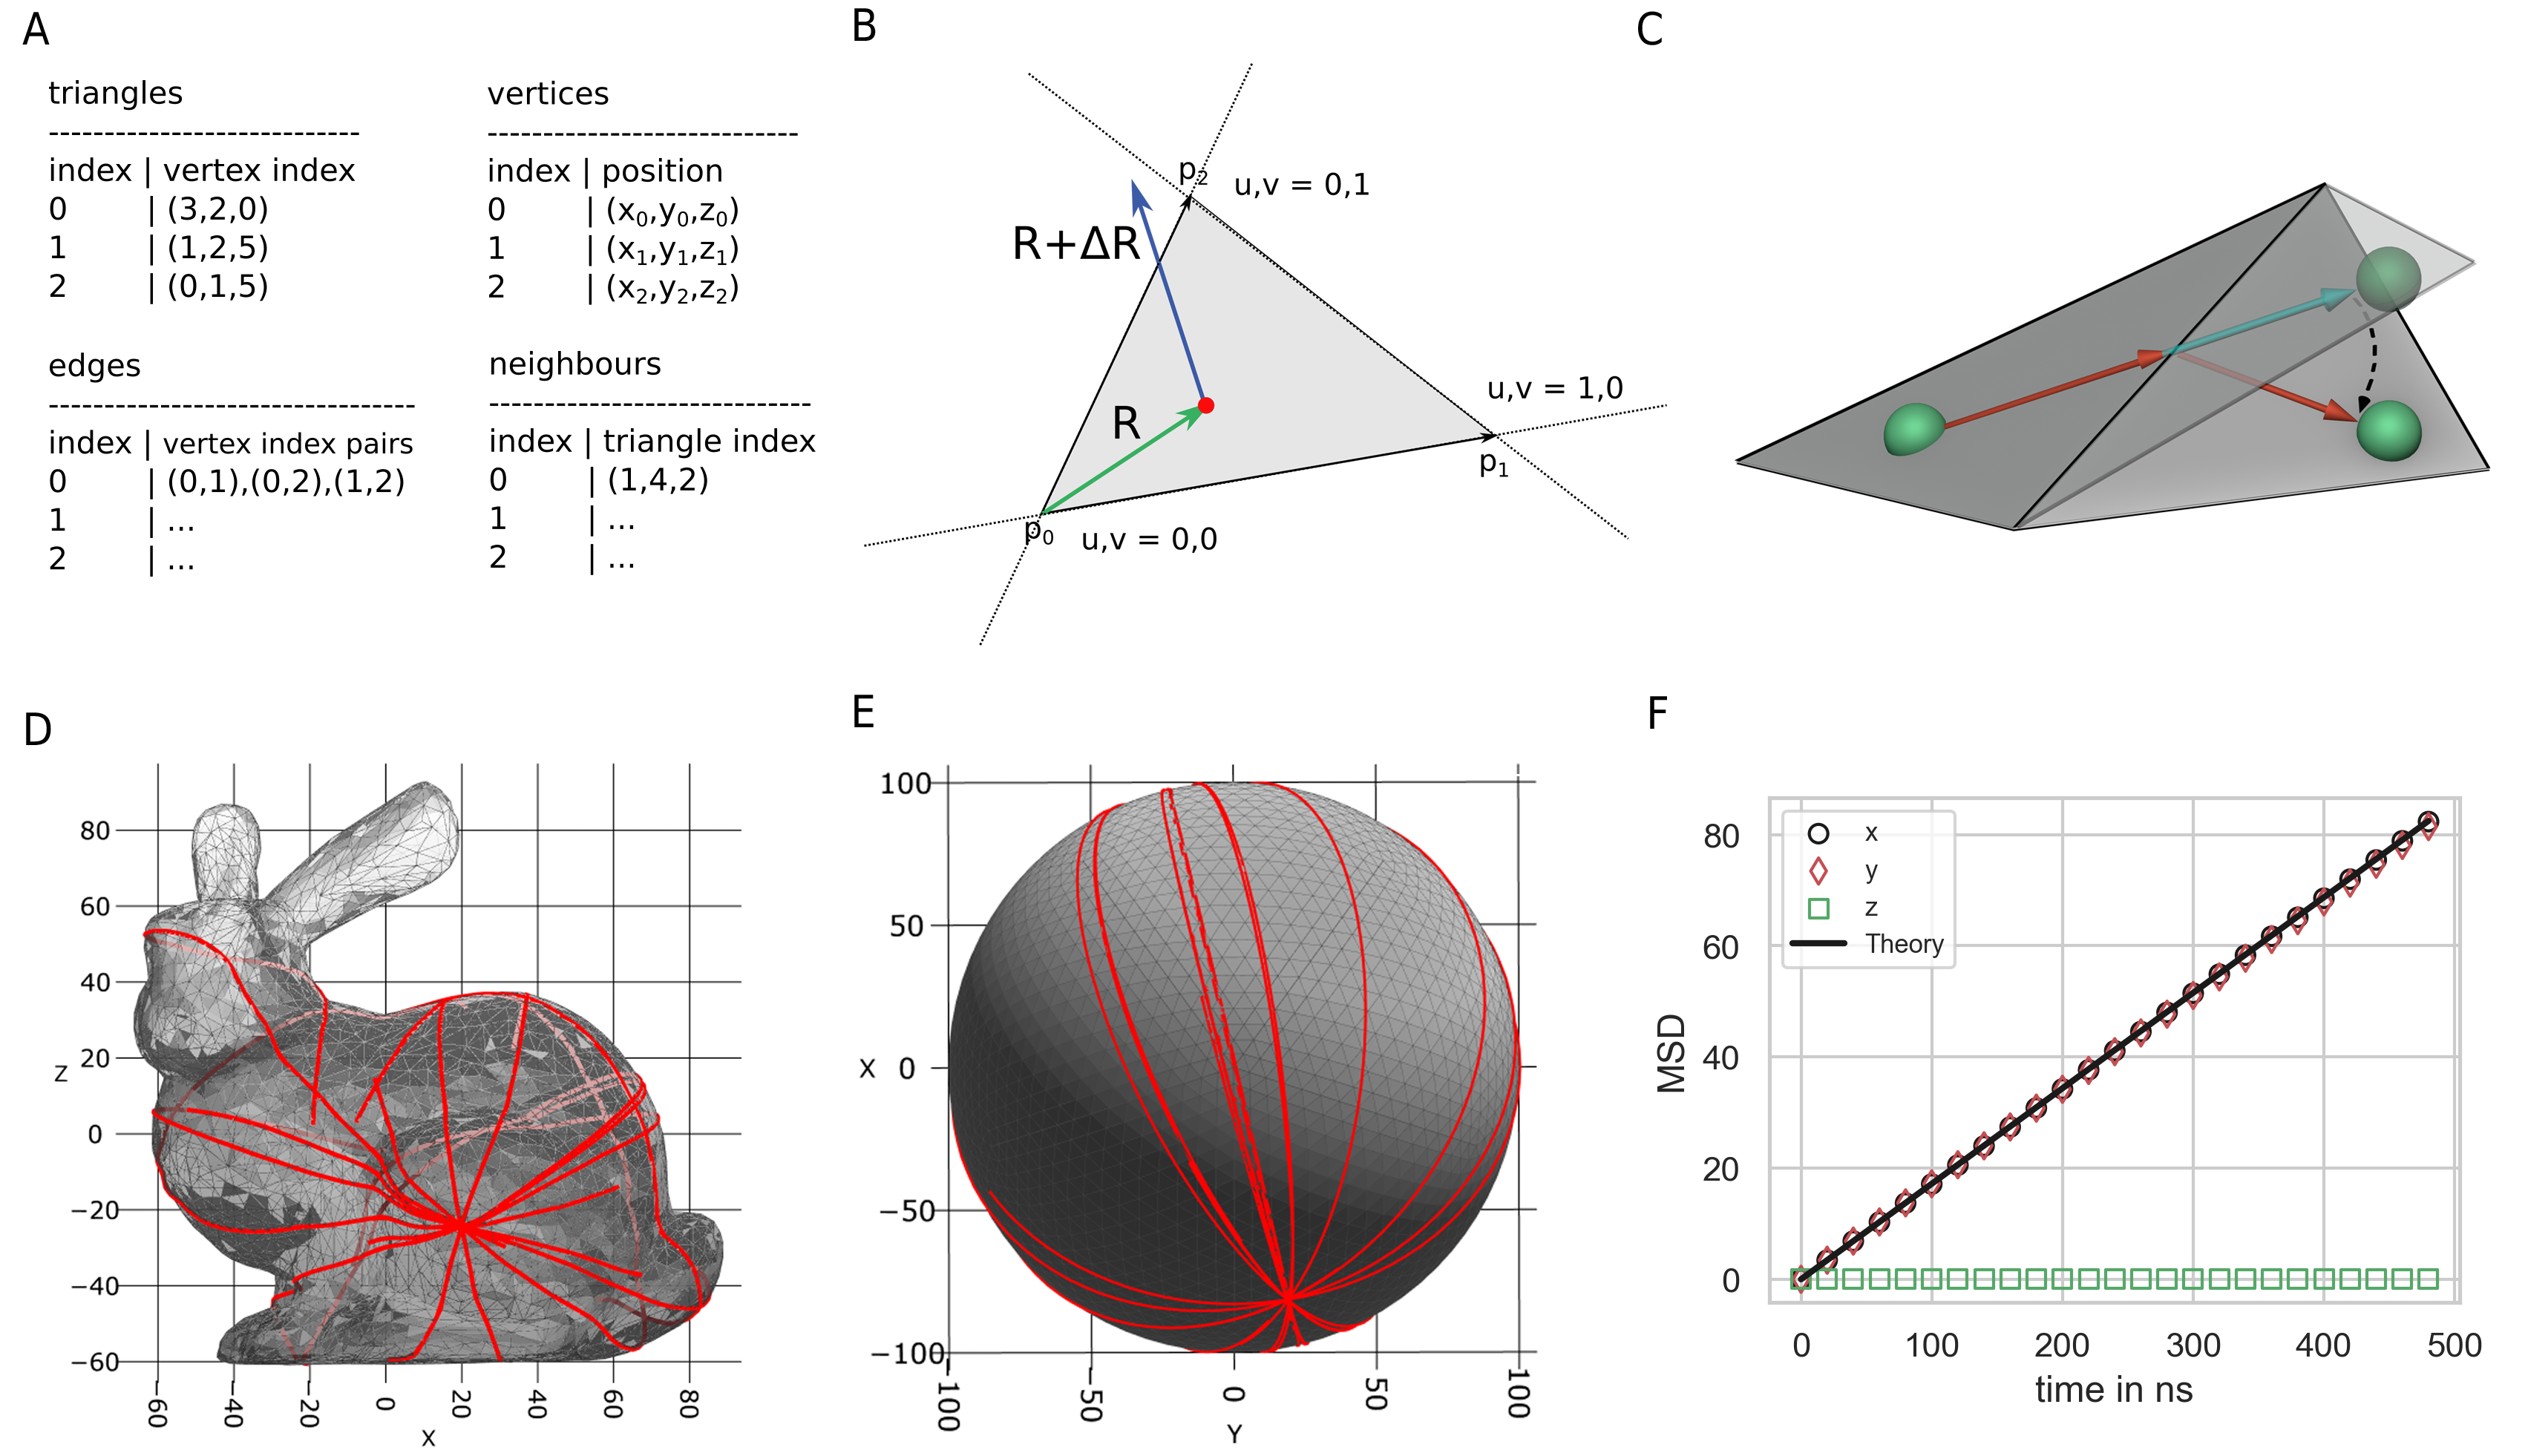 A
triangles
----------------------------
index | vertex index
0 | (3,2,0)
1 | (1,2,5)
2 | (0,1,5)
vertices
----------------------------
index | position
0 | (x₀,y₀,z₀)
1 | (x₁,y₁,z₁)
2 | (x₂,y₂,z₂)
edges
---------------------------------
index | vertex index pairs
0 | (0,1),(0,2),(1,2)
1 | ...
2 | ...
neighbours
-----------------------------
index | triangle index
0 | (1,4,2)
1 | ...
2 | ...
B
p₂
u,v = 0,1
R+ΔR
u,v = 1,0
R
p₁
p₀
u,v = 0,0
C
D
80
60
40
20
Z
0
−20
−40
−60
−60
−40
−20
0
20
40
60
80
X
E
100
50
X
0
−50
−100
−100
−50
0
50
100
Y
F
x
y
z
Theory
80
60
MSD
40
20
0
0
100
200
300
400
500
time in ns